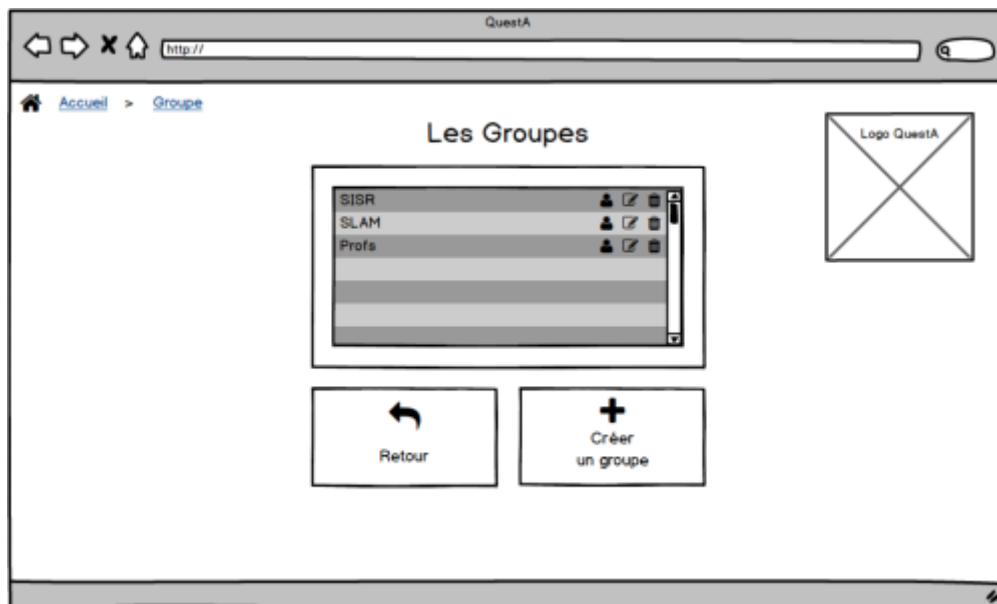 QuestA
http://
Accueil > Groupe
Les Groupes
Logo QuestA
SISR
SLAM
Profs
Retour
Créer
un groupe